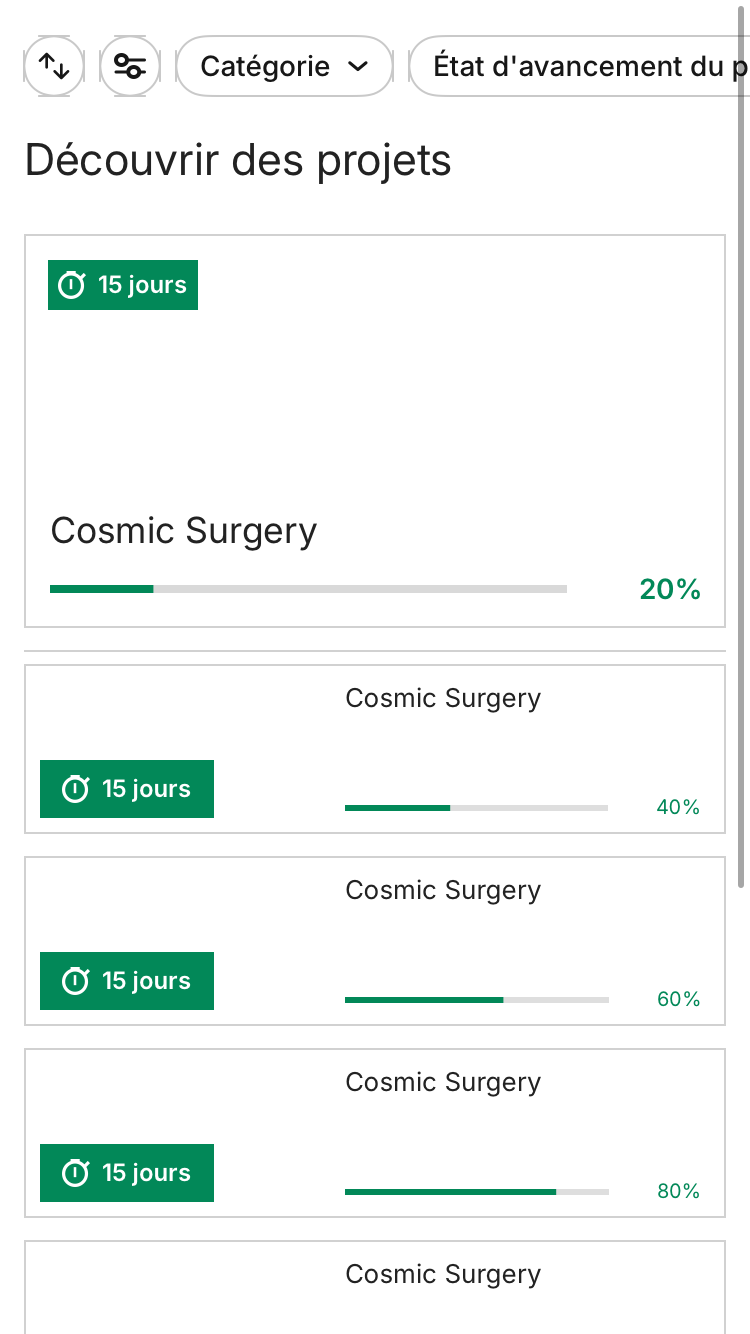 Catégorie
État d'avancement du p
Découvrir des projets
15 jours
Cosmic Surgery
20%
Cosmic Surgery
15 jours
40%
Cosmic Surgery
15 jours
60%
Cosmic Surgery
15 jours
80%
Cosmic Surgery